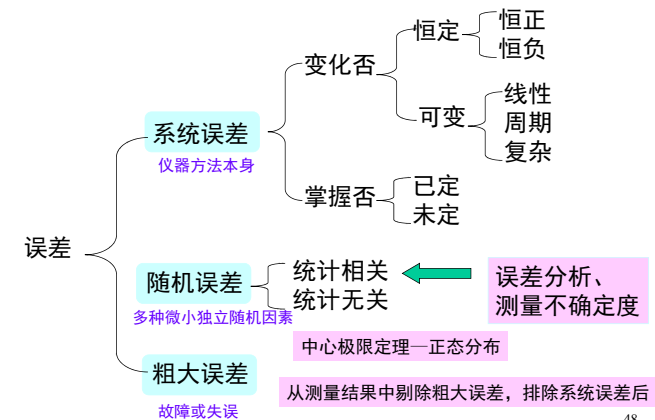 恒正
恒定
恒负
变化否
线性
可变
周期
复杂
系统误差
仪器方法本身
掌握否
已定
未定
误差
随机误差
统计相关
统计无关
多种微小独立随机因素
误差分析、
测量不确定度
中心极限定理—正态分布
粗大误差
从测量结果中剔除粗大误差，排除系统误差后
故障或失误
48